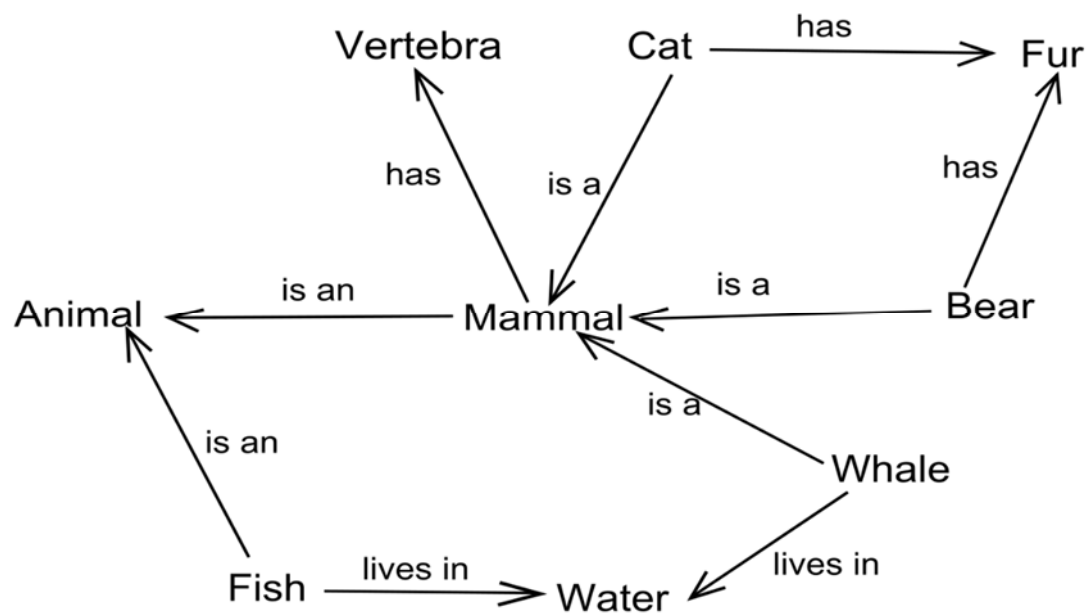 Vertebra
Cat
has
Fur
has
is a
has
Animal
is an
Mammal
is a
Bear
is an
is a
Whale
Fish
lives in
Water
lives in